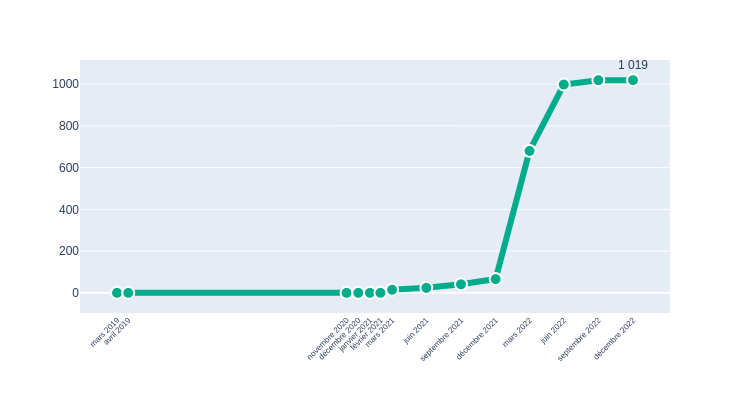 1 019
1000
800
600
400
200
0
mars 2019
avril 2019
novembre 2020
décembre 2020
janvier 2021
février 2021
mars 2021
juin 2021
septembre 2021
décembre 2021
mars 2022
juin 2022
septembre 2022
décembre 2022